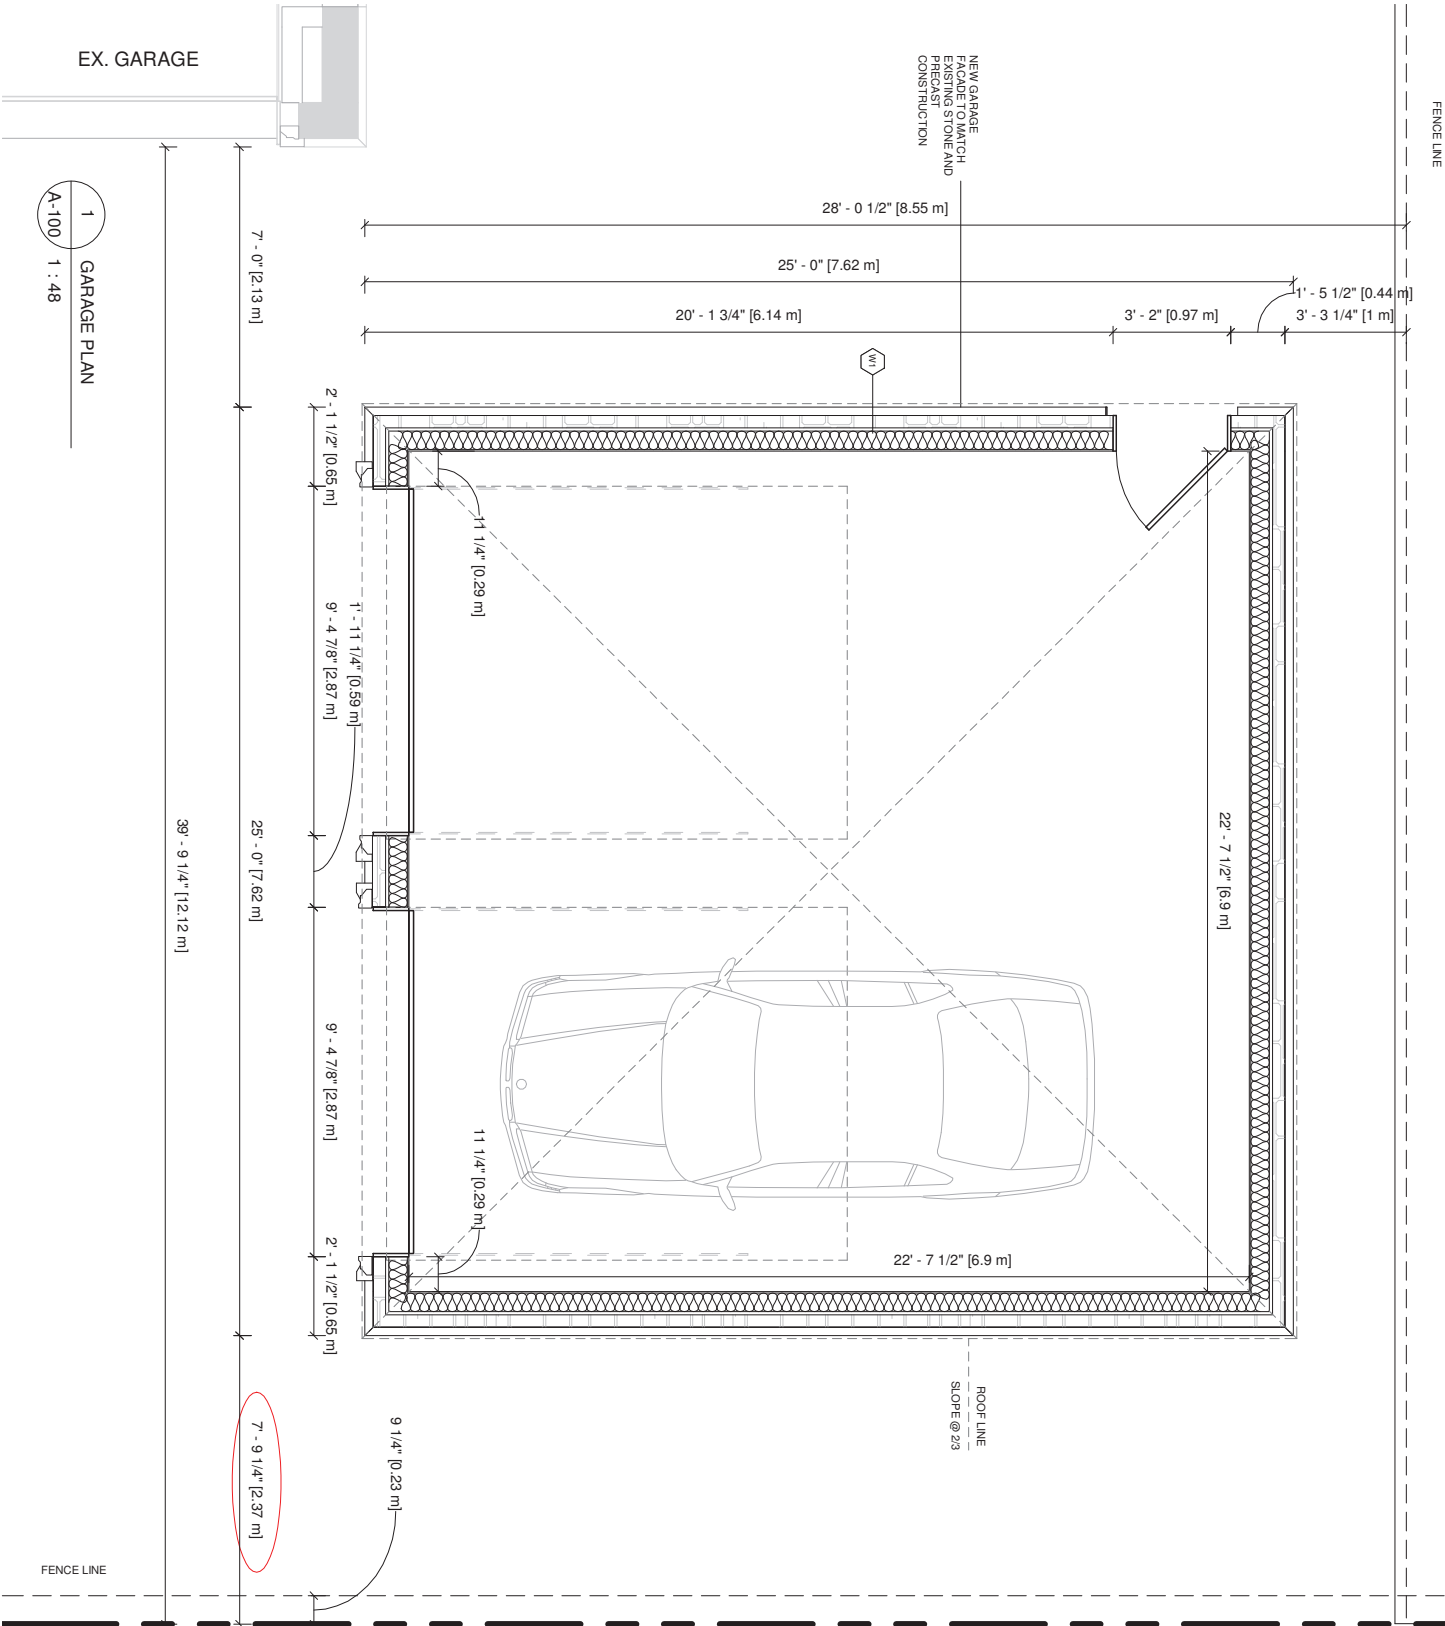 EX. GARAGE
NEW GARAGE
FACADE TO MATCH
EXISTING STONE AND
PRECAST
CONSTRUCTION
FENCE LINE
28' - 0 1/2" [8.55 m]
25' - 0" [7.62 m]
1' - 5 1/2" [0.44 m]
20' - 1 3/4" [6.14 m]
3' - 2" [0.97 m]
3' - 3 1/4" [1 m]
1
A-100
GARAGE PLAN
1 : 48
7' - 0" [2.13 m]
W1
2' - 1 1/2" [0.65 m]
11 1/4" [0.29 m]
1' - 11 1/4" [0.59 m]
9' - 4 7/8" [2.87 m]
25' - 0" [7.62 m]
39' - 9 1/4" [12.12 m]
22' - 7 1/2" [6.9 m]
9' - 4 7/8" [2.87 m]
11 1/4" [0.29 m]
2' - 1 1/2" [0.65 m]
22' - 7 1/2" [6.9 m]
ROOF LINE
SLOPE @ 2/3
7' - 9 1/4" [2.37 m]
9 1/4" [0.23 m]
FENCE LINE